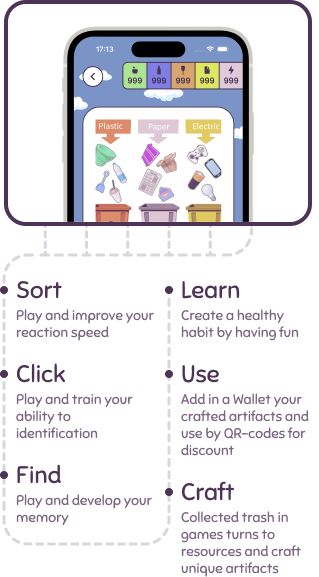 17:13
999 999 999 999 999
Plastic Paper Electric
Sort
Play and improve your
reaction speed
Click
Play and train your
ability to
identification
Find
Play and develop your
memory
Learn
Create a healthy
habit by having fun
Use
Add in a Wallet your
crafted artifacts and
use by QR-codes for
discount
Craft
Collected trash in
games turns to
resources and craft
unique artifacts